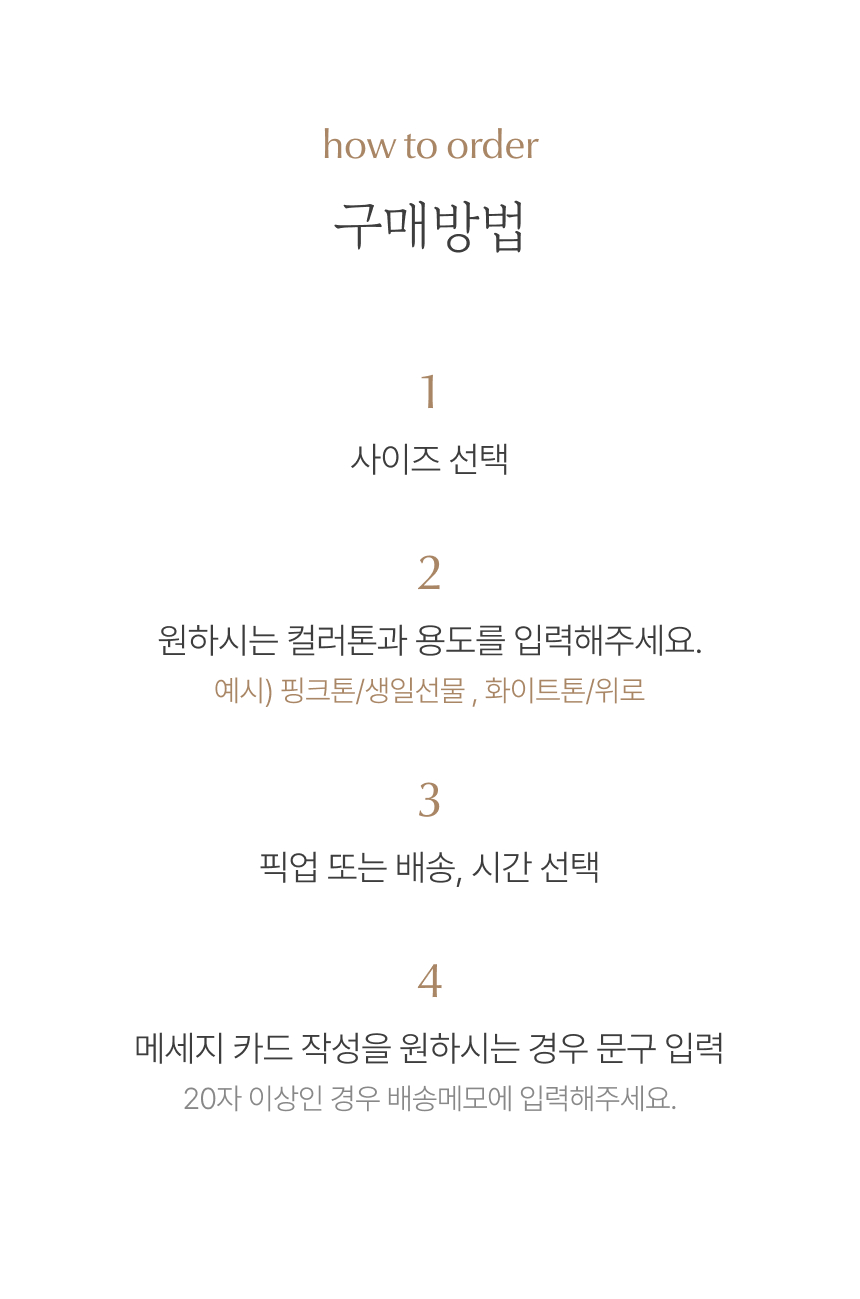 how to order
구매방법
1
사이즈 선택
2
원하시는 컬러톤과 용도를 입력해주세요.
예시) 핑크톤/생일선물 , 화이트톤/위로
3
픽업 또는 배송, 시간 선택
4
메세지 카드 작성을 원하시는 경우 문구 입력
20자 이상인 경우 배송메모에 입력해주세요.